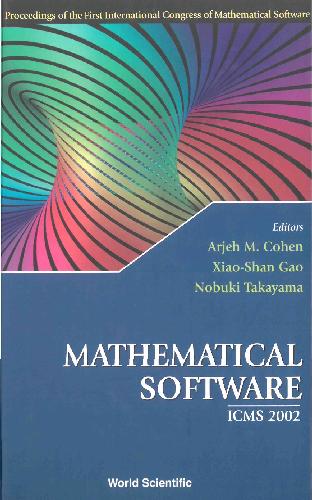 Proceedings of the First International Congress of Mathematical Software
Editors
Arjeh M. Cohen
Xiao-Shan Gao
Nobuki Takayama
MATHEMATICAL
SOFTWARE
ICMS 2002
World Scientific